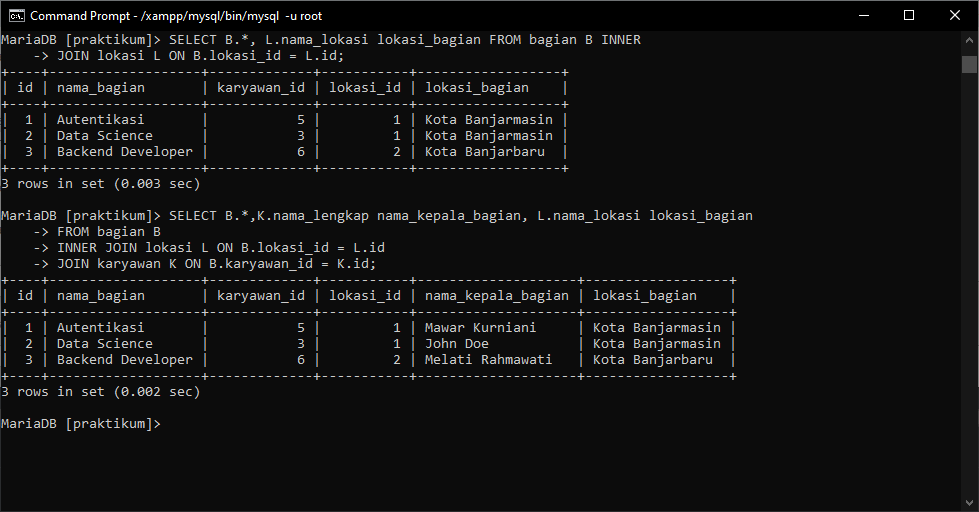 Command Prompt - /xampp/mysql/bin/mysql  -u root
MariaDB [praktikum]> SELECT B.*, L.nama_lokasi lokasi_bagian FROM bagian B INNER
    -> JOIN lokasi L ON B.lokasi_id = L.id;
+----+-------------------+-------------+-----------+------------------+
| id | nama_bagian       | karyawan_id | lokasi_id | lokasi_bagian    |
+----+-------------------+-------------+-----------+------------------+
|  1 | Autentikasi       |           5 |         1 | Kota Banjarmasin |
|  2 | Data Science      |           3 |         1 | Kota Banjarmasin |
|  3 | Backend Developer |           6 |         2 | Kota Banjarbaru  |
+----+-------------------+-------------+-----------+------------------+
3 rows in set (0.003 sec)
MariaDB [praktikum]> SELECT B.*,K.nama_lengkap nama_kepala_bagian, L.nama_lokasi lokasi_bagian
    -> FROM bagian B
    -> INNER JOIN lokasi L ON B.lokasi_id = L.id
    -> JOIN karyawan K ON B.karyawan_id = K.id;
+----+-------------------+-------------+-----------+--------------------+------------------+
| id | nama_bagian       | karyawan_id | lokasi_id | nama_kepala_bagian | lokasi_bagian    |
+----+-------------------+-------------+-----------+--------------------+------------------+
|  1 | Autentikasi       |           5 |         1 | Mawar Kurniani     | Kota Banjarmasin |
|  2 | Data Science      |           3 |         1 | John Doe           | Kota Banjarmasin |
|  3 | Backend Developer |           6 |         2 | Melati Rahmawati   | Kota Banjarbaru  |
+----+-------------------+-------------+-----------+--------------------+------------------+
3 rows in set (0.002 sec)
MariaDB [praktikum]>